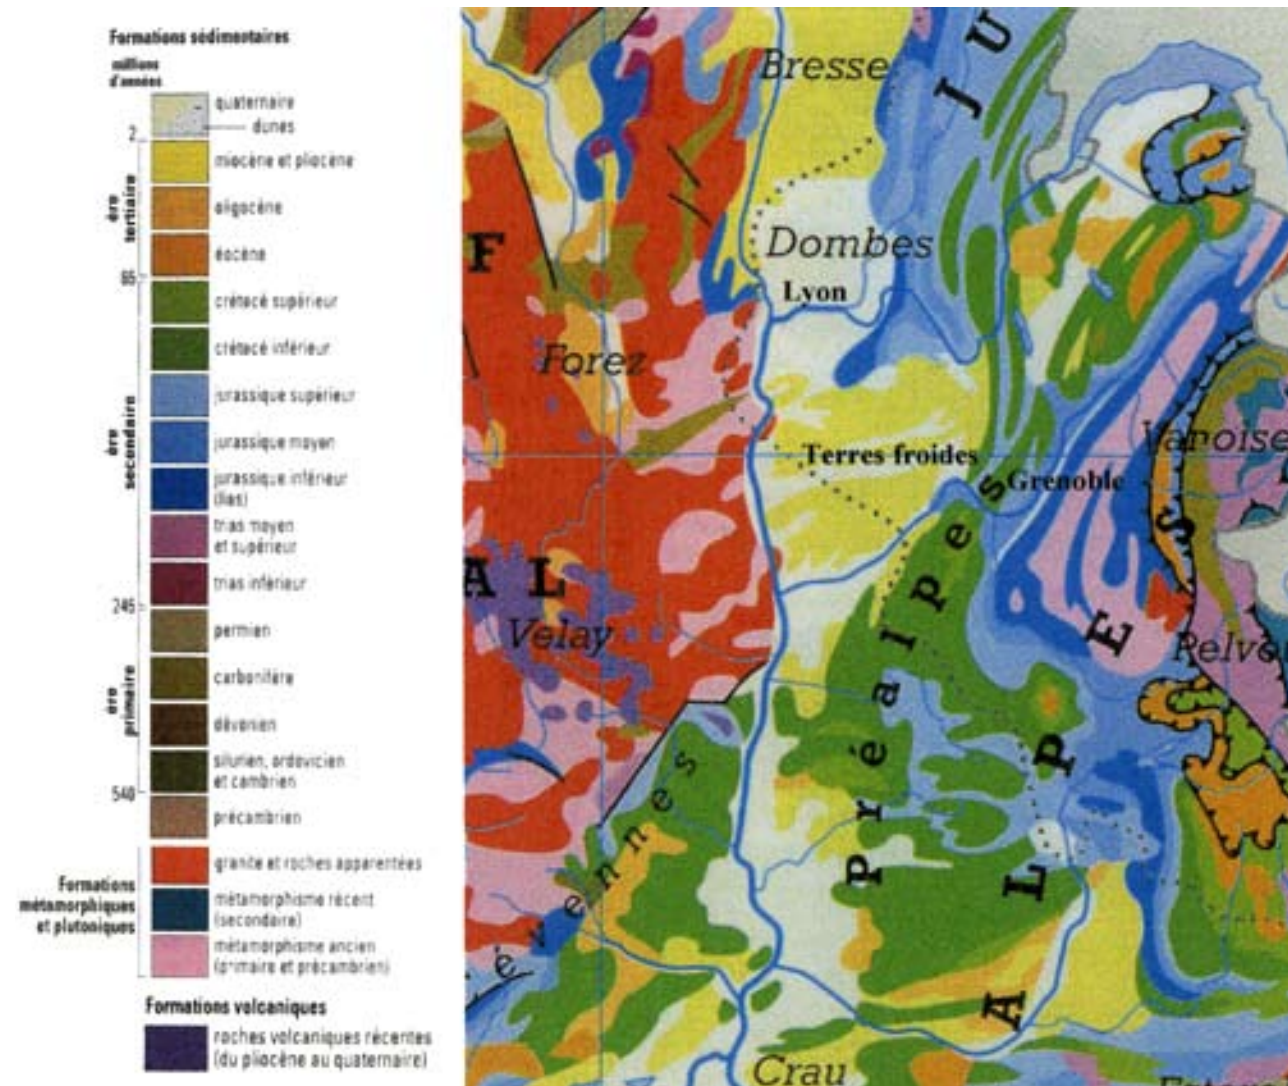 Formations sédimentaires
millions
d'années
quaternaire
dunes
2
miocène et pliocène
oligocène
éocène
ère
tertiaire
65
crétacé supérieur
crétacé inférieur
jurassique supérieur
jurassique moyen
jurassique inférieur
(lias)
trias moyen
et supérieur
trias inférieur
ère
secondaire
245
permien
carbonifère
dévonien
silurien, ordovicien
et cambrien
précambrien
ère
primaire
540
Formations
métamorphiques
et plutoniques
granite et roches apparentées
métamorphisme récent
(secondaire)
métamorphisme ancien
(primaire et précambrien)
Formations volcaniques
roches volcaniques récentes
(du pliocène au quaternaire)
Bresse
JU
Dombes
F
Lyon
Forez
Vanoise
Terres froides
Grenoble
AL
Velay
Préalpes
ALPES
Pelvo
évennes
Crau